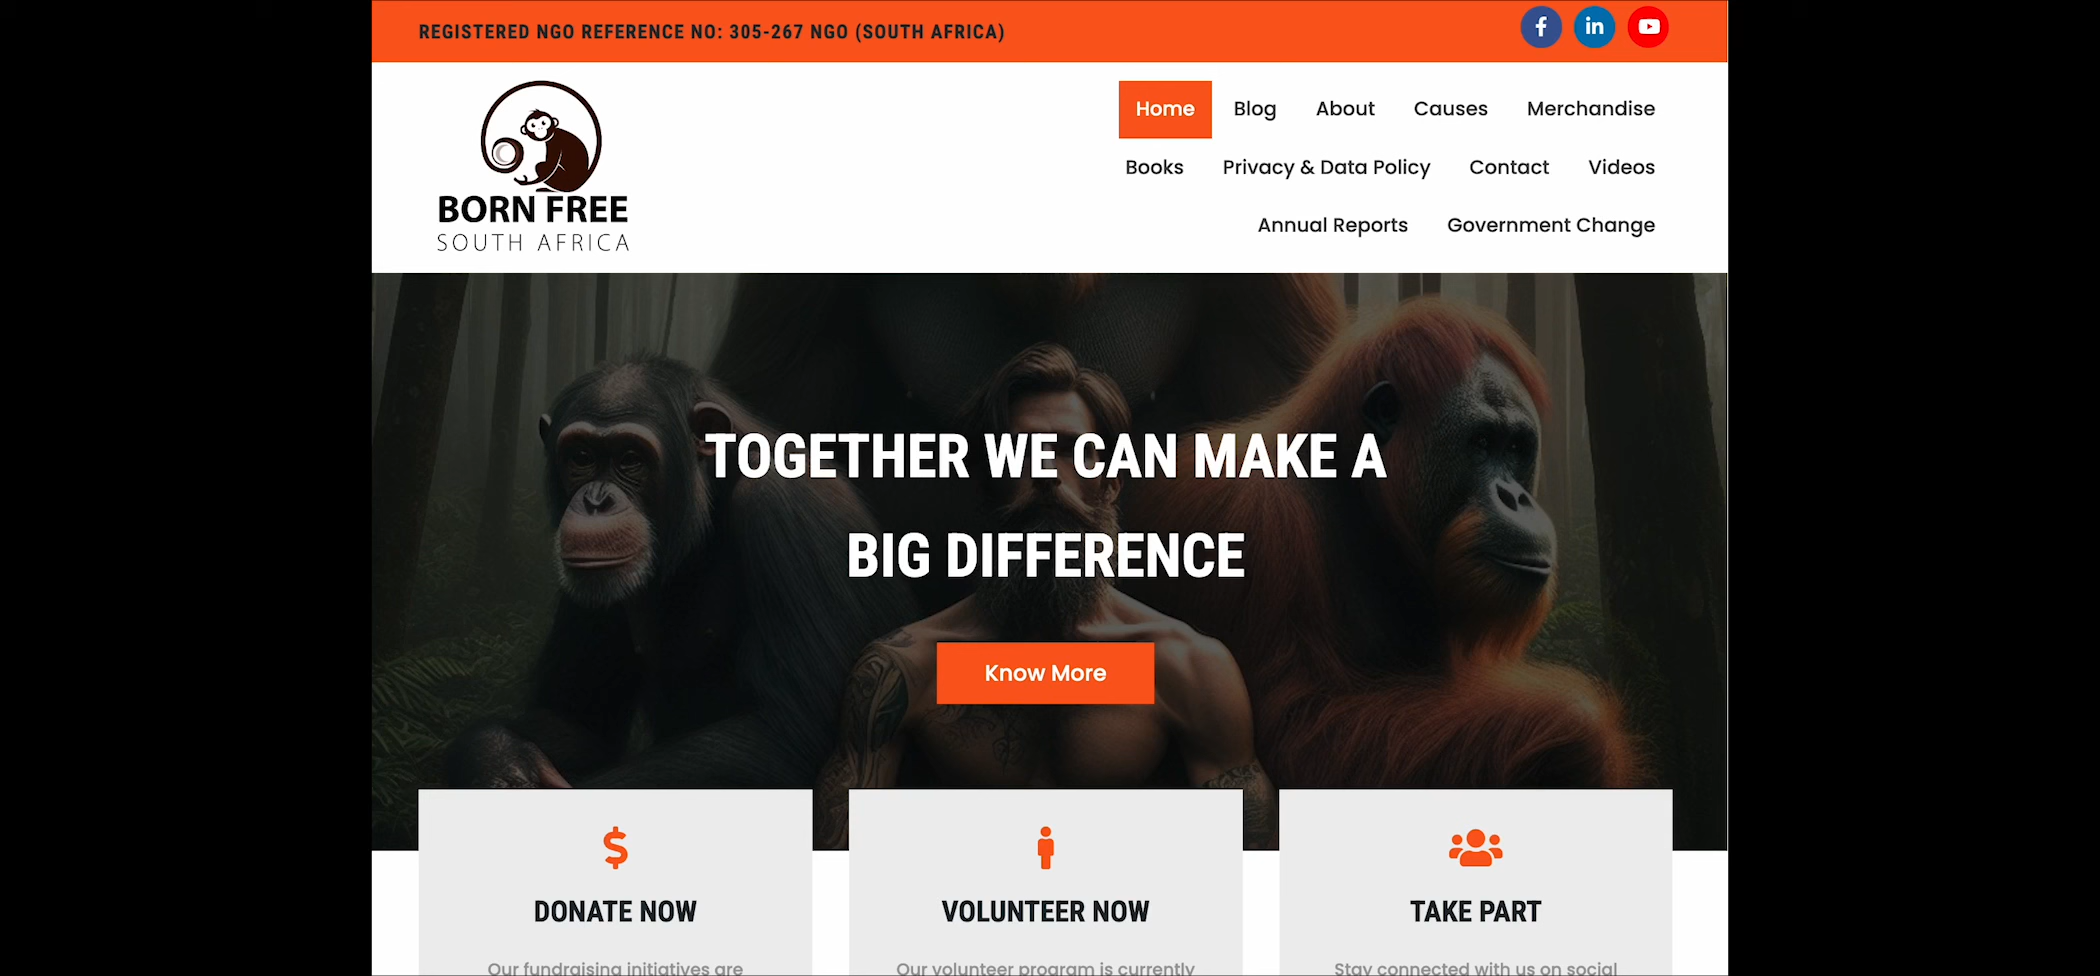 REGISTERED NGO REFERENCE NO: 305-267 NGO (SOUTH AFRICA)
BORN FREE
SOUTH AFRICA
Home Blog About Causes Merchandise
Books Privacy & Data Policy Contact Videos
Annual Reports Government Change
TOGETHER WE CAN MAKE A
BIG DIFFERENCE
Know More
DONATE NOW
VOLUNTEER NOW
TAKE PART
Our fundraising initiatives are
Our volunteer program is currently
Stay connected with us on social